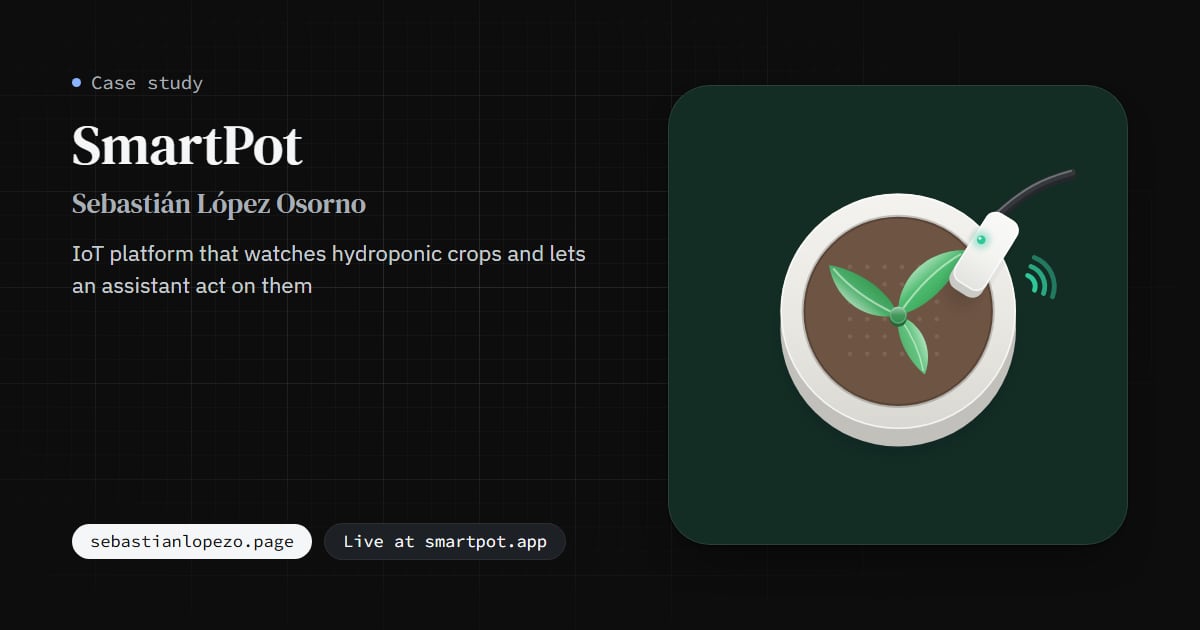 Case study
SmartPot
Sebastián López Osorno
IoT platform that watches hydroponic crops and lets
an assistant act on them
sebastianlopezo.page
Live at smartpot.app